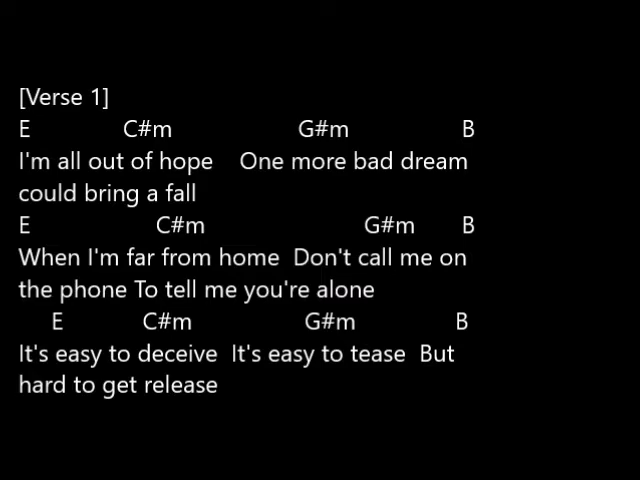 [Verse 1]
E C#m G#m B
I'm all out of hope One more bad dream
could bring a fall
E C#m G#m B
When I'm far from home Don't call me on
the phone To tell me you're alone
E C#m G#m B
It's easy to deceive It's easy to tease But
hard to get release